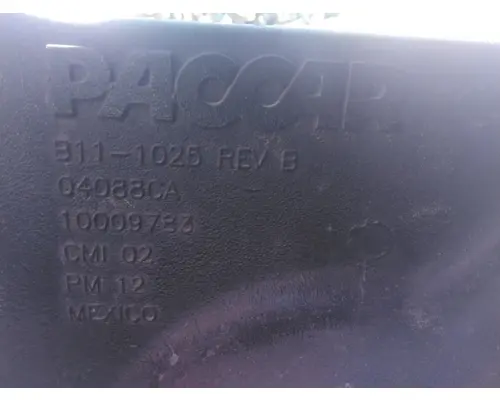 PACCAR
B11-1025 REV B
04088CA
10009783
CMI 02
PM 12
MEXICO